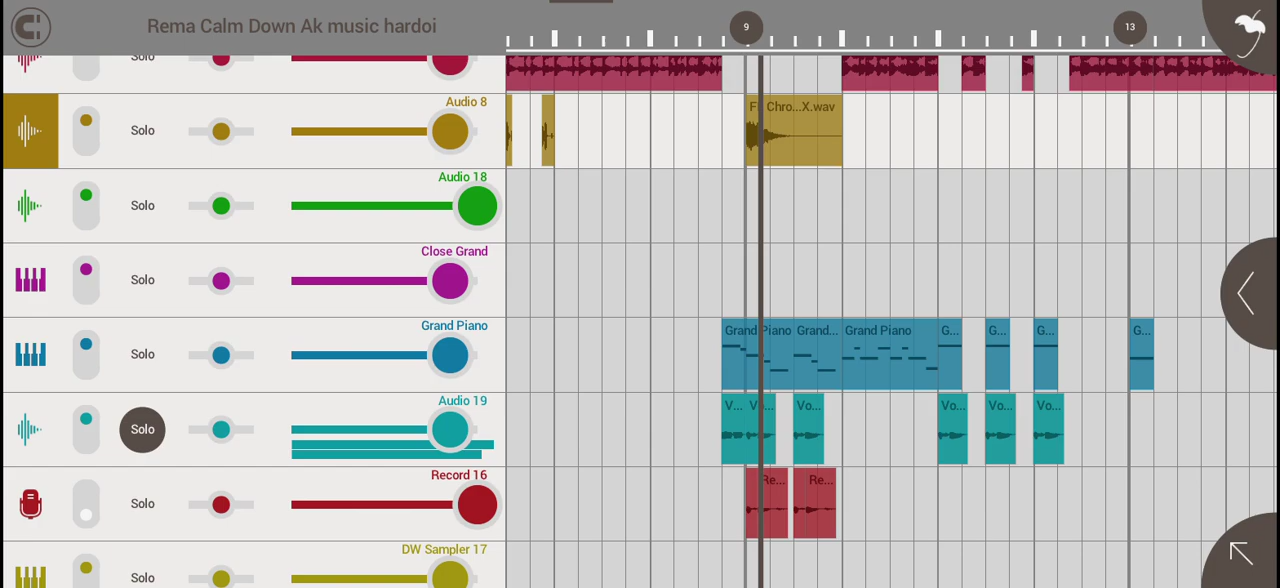 Rema Calm Down Ak music hardoi
9
13
Solo
Audio 8
Solo
Chro...X.wav
Audio 18
Solo
Close Grand
Solo
Grand Piano
Solo
Grand Piano Grand... Grand Piano G... G... G... G...
Audio 19
Solo
V... V... Vo... Vo... Vo... Vo...
Record 16
Solo
Re... Re...
DW Sampler 17
Solo